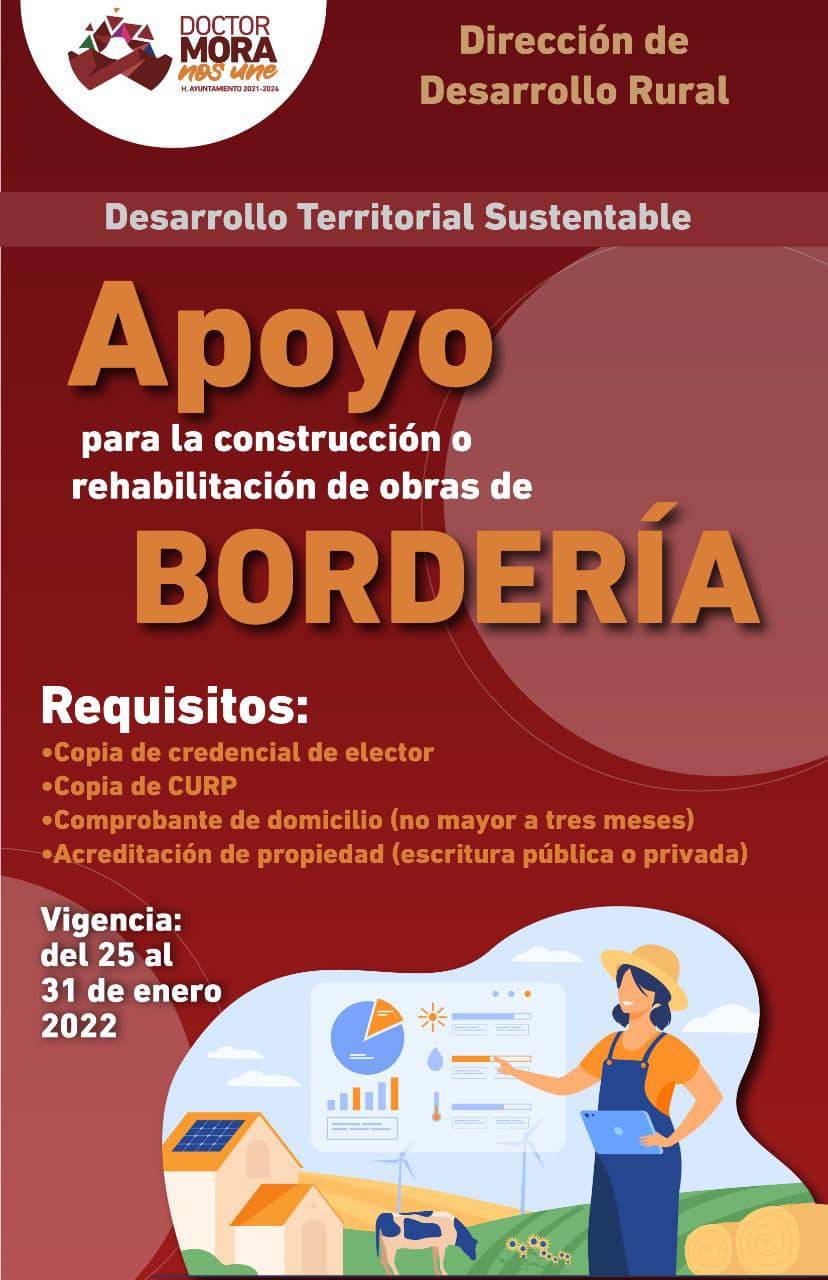 DOCTOR
MORA
nos une
H. AYUNTAMIENTO 2021-2024
Dirección de
Desarrollo Rural
Desarrollo Territorial Sustentable
Apoyo
para la construcción o
rehabilitación de obras de
BORDERÍA
Requisitos:
•Copia de credencial de elector
•Copia de CURP
•Comprobante de domicilio (no mayor a tres meses)
•Acreditación de propiedad (escritura pública o privada)
Vigencia:
del 25 al
31 de enero
2022